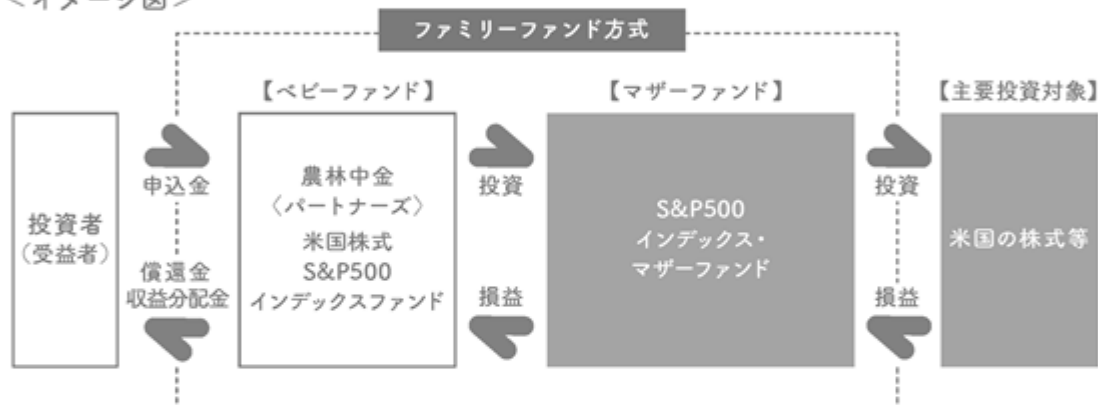 ＜イメージ図＞
ファミリーファンド方式
【ベビーファンド】
【マザーファンド】
【主要投資対象】
投資者
（受益者）
申込金
償還金
収益分配金
農林中金
〈パートナーズ〉
米国株式
S&P500
インデックスファンド
投資
損益
S&P500
インデックス・
マザーファンド
投資
損益
米国の株式等